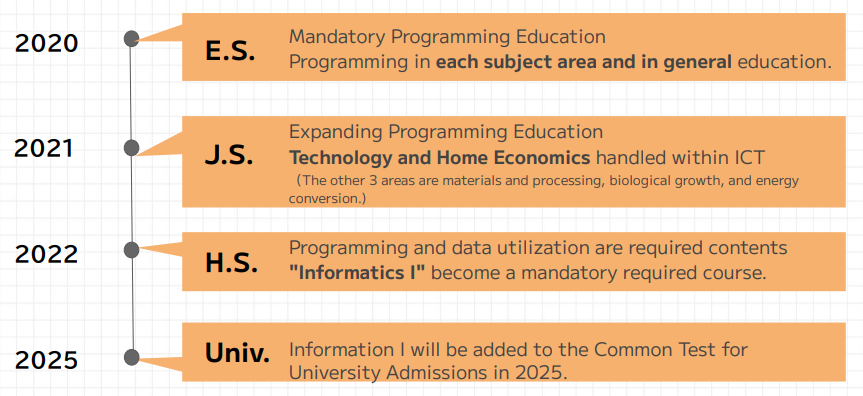 2020
E.S.
Mandatory Programming Education
Programming in each subject area and in general education.
2021
J.S.
Expanding Programming Education
Technology and Home Economics handled within ICT
(The other 3 areas are materials and processing, biological growth, and energy
conversion.)
2022
H.S.
Programming and data utilization are required contents
"Informatics I" become a mandatory required course.
2025
Univ.
Information I will be added to the Common Test for
University Admissions in 2025.